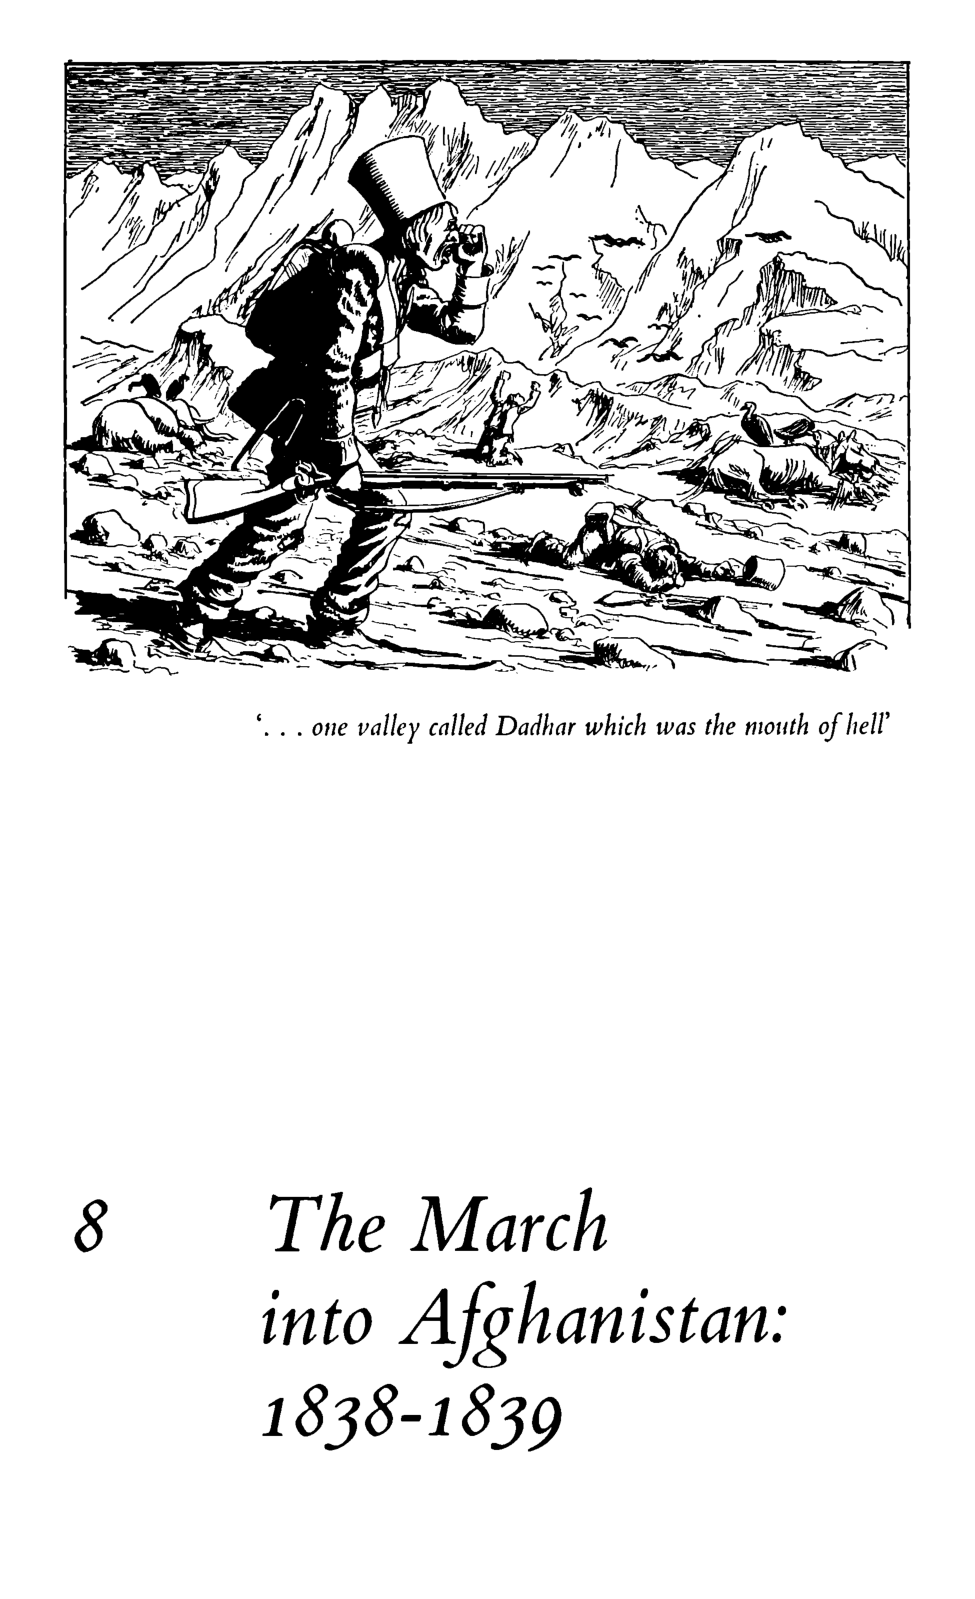 ‘. . . one valley called Dadhar which was the mouth of hell’
8 The March
into Afghanistan:
1838-1839